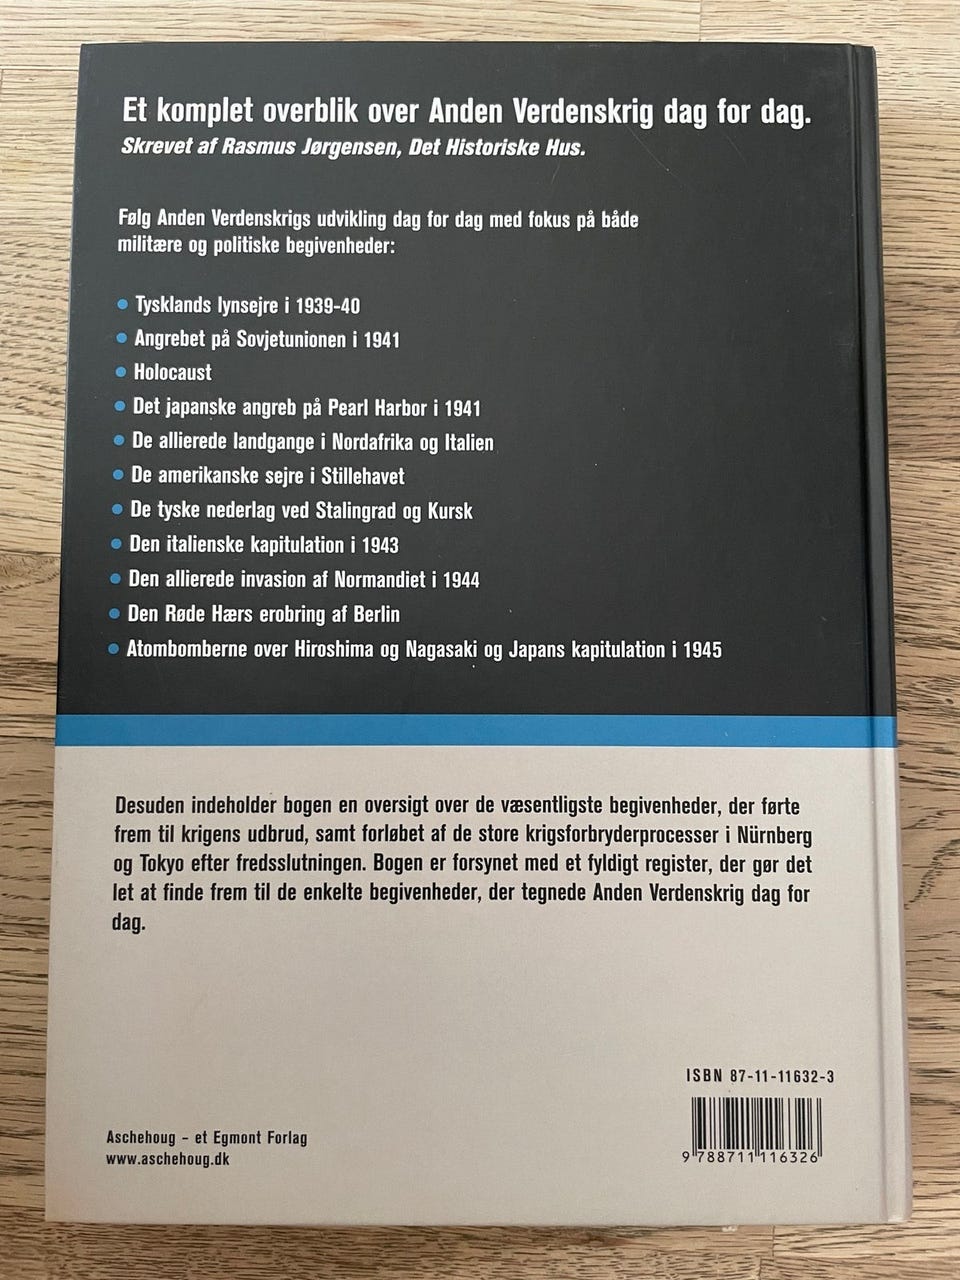 Et komplet overblik over Anden Verdenskrig dag for dag.
Skrevet af Rasmus Jørgensen, Det Historiske Hus.
Følg Anden Verdenskrigs udvikling dag for dag med fokus på både
militære og politiske begivenheder:
• Tysklands lynsejre i 1939-40
• Angrebet på Sovjetunionen i 1941
• Holocaust
• Det japanske angreb på Pearl Harbor i 1941
• De allierede landgange i Nordafrika og Italien
• De amerikanske sejre i Stillehavet
• De tyske nederlag ved Stalingrad og Kursk
• Den italienske kapitulation i 1943
• Den allierede invasion af Normandiet i 1944
• Den Røde Hærs erobring af Berlin
• Atombomberne over Hiroshima og Nagasaki og Japans kapitulation i 1945
Desuden indeholder bogen en oversigt over de væsentligste begivenheder, der førte
frem til krigens udbrud, samt forløbet af de store krigsforbryderprocesser i Nürnberg
og Tokyo efter fredsslutningen. Bogen er forsynet med et fyldigt register, der gør det
let at finde frem til de enkelte begivenheder, der tegnede Anden Verdenskrig dag for
dag.
ISBN 87-11-11632-3
9 788711 116326
Aschehoug – et Egmont Forlag
www.aschehoug.dk